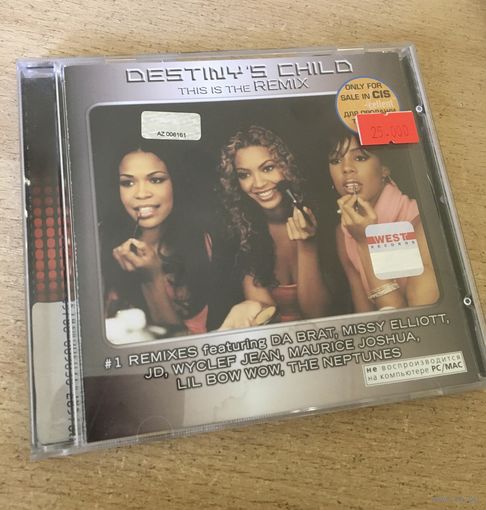 DESTINY'S CHILD
THIS IS THE REMIX
ONLY FOR
SALE IN CIS
ДЛЯ ПРОДАЖИ
25.000
AZ 006161
WEST
RECORDS
#1 REMIXES featuring DA BRAT, MISSY ELLIOTT,
JD, WYCLEF JEAN, MAURICE JOSHUA,
LIL BOW WOW, THE NEPTUNES
не воспроизводится
на компьютере PC/MAC